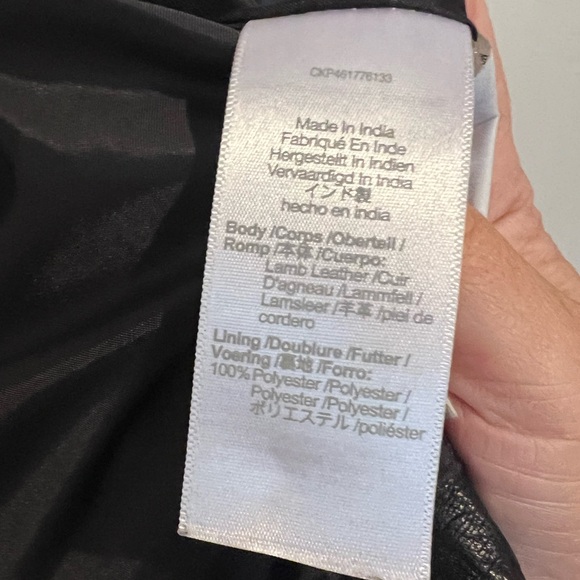 CKP461776133
Made In India
Fabriqué En Inde
Hergestellt In Indien
Vervaardigd In India
インド製
hecho en india
Body /Corps /Oberteil /
Romp /本体 /Cuerpo:
Lamb Leather /Cuir
D'agneau /Lammfell /
Lamsleer /羊革 /piel de
cordero
Lining /Doublure /Futter /
Voering /裏地 /Forro:
100% Polyester /Polyester /
Polyester /Polyester /
ポリエステル /poliéster